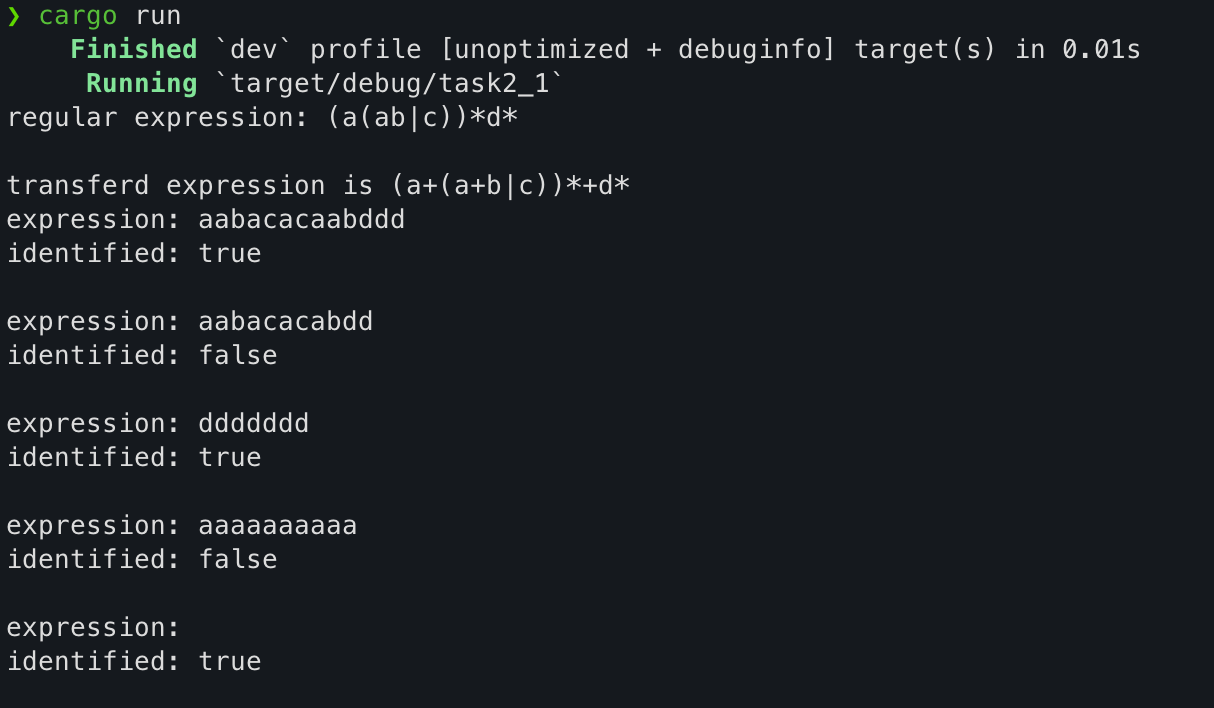 ❯ cargo run
Finished `dev` profile [unoptimized + debuginfo] target(s) in 0.01s
Running `target/debug/task2_1`
regular expression: (a(ab|c))*d*
transferd expression is (a+(a+b|c))*+d*
expression: aabacacaabddd
identified: true
expression: aabacacabdd
identified: false
expression: ddddddd
identified: true
expression: aaaaaaaaaa
identified: false
expression:
identified: true